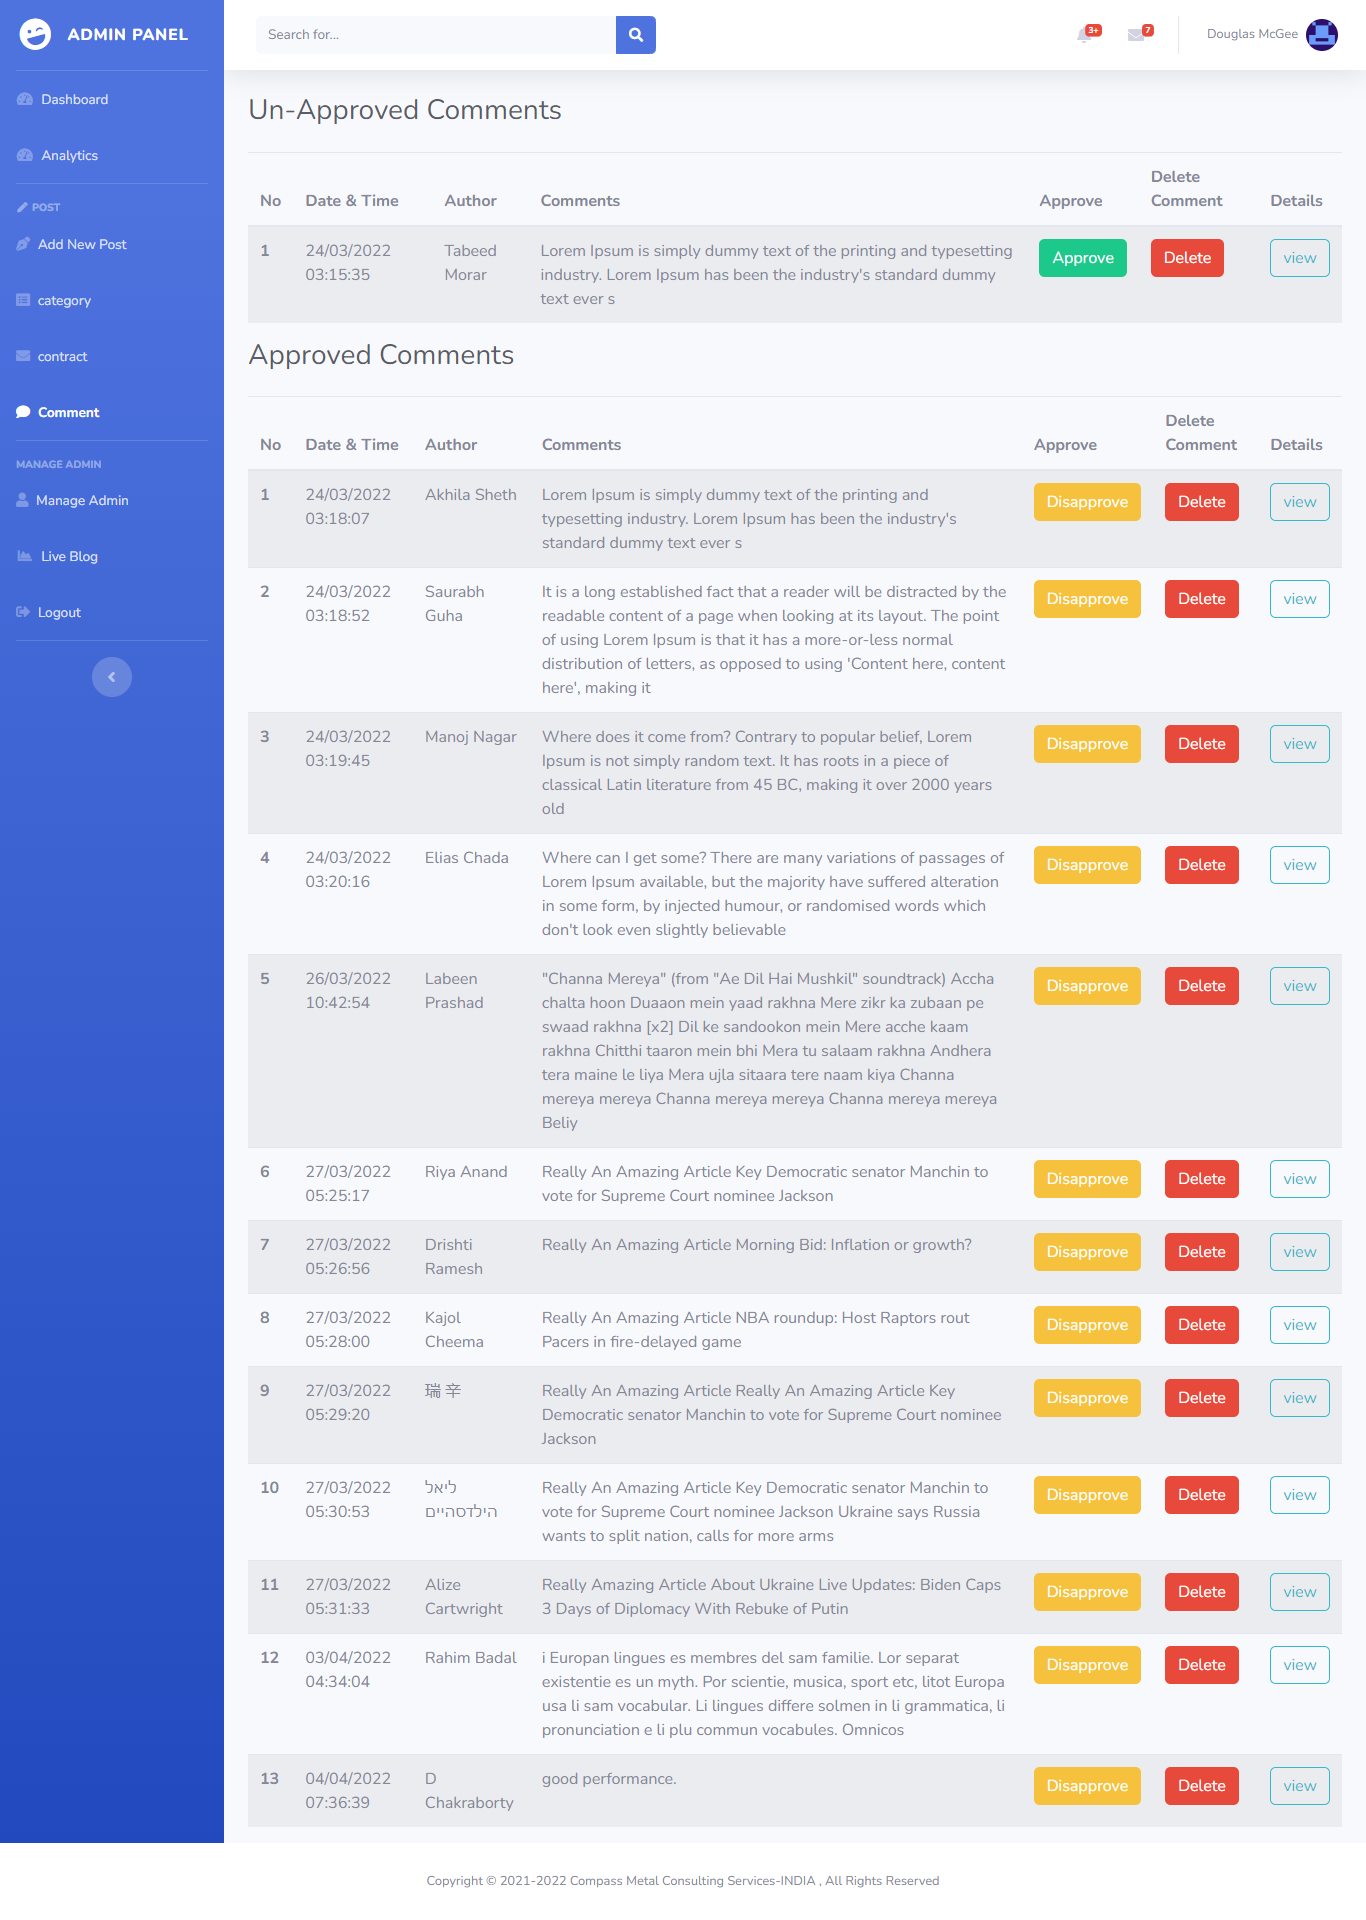 ADMIN PANEL
Search for...
3+
7
Douglas McGee
Dashboard
Analytics
POST
Add New Post
category
contract
Comment
MANAGE ADMIN
Manage Admin
Live Blog
Logout
Un-Approved Comments
No Date & Time Author Comments Approve Delete Comment Details
1 24/03/2022 Tabeed Lorem Ipsum is simply dummy text of the printing and typesetting Approve Delete view
03:15:35 Morar industry. Lorem Ipsum has been the industry's standard dummy
text ever s
Approved Comments
No Date & Time Author Comments Approve Delete Comment Details
1 24/03/2022 Akhila Sheth Lorem Ipsum is simply dummy text of the printing and Disapprove Delete view
03:18:07 typesetting industry. Lorem Ipsum has been the industry's
standard dummy text ever s
2 24/03/2022 Saurabh It is a long established fact that a reader will be distracted by the Disapprove Delete view
03:18:52 Guha readable content of a page when looking at its layout. The point
of using Lorem Ipsum is that it has a more-or-less normal
distribution of letters, as opposed to using 'Content here, content
here', making it
3 24/03/2022 Manoj Nagar Where does it come from? Contrary to popular belief, Lorem Disapprove Delete view
03:19:45 Ipsum is not simply random text. It has roots in a piece of
classical Latin literature from 45 BC, making it over 2000 years
old
4 24/03/2022 Elias Chada Where can I get some? There are many variations of passages of Disapprove Delete view
03:20:16 Lorem Ipsum available, but the majority have suffered alteration
in some form, by injected humour, or randomised words which
don't look even slightly believable
5 26/03/2022 Labeen "Channa Mereya" (from "Ae Dil Hai Mushkil" soundtrack) Accha Disapprove Delete view
10:42:54 Prashad chalta hoon Duaaon mein yaad rakhna Mere zikr ka zubaan pe
swaad rakhna [x2] Dil ke sandookon mein Mere acche kaam
rakhna Chitthi taaron mein bhi Mera tu salaam rakhna Andhera
tera maine le liya Mera ujla sitaara tere naam kiya Channa
mereya mereya Channa mereya mereya Channa mereya mereya
Beliy
6 27/03/2022 Riya Anand Really An Amazing Article Key Democratic senator Manchin to Disapprove Delete view
05:25:17 vote for Supreme Court nominee Jackson
7 27/03/2022 Drishti Really An Amazing Article Morning Bid: Inflation or growth? Disapprove Delete view
05:26:56 Ramesh
8 27/03/2022 Kajol Really An Amazing Article NBA roundup: Host Raptors rout Disapprove Delete view
05:28:00 Cheema Pacers in fire-delayed game
9 27/03/2022 瑞 辛 Really An Amazing Article Really An Amazing Article Key Disapprove Delete view
05:29:20 Democratic senator Manchin to vote for Supreme Court nominee
Jackson
10 27/03/2022 ליאל Really An Amazing Article Key Democratic senator Manchin to Disapprove Delete view
05:30:53 הילדסהיים vote for Supreme Court nominee Jackson Ukraine says Russia
wants to split nation, calls for more arms
11 27/03/2022 Alize Really Amazing Article About Ukraine Live Updates: Biden Caps Disapprove Delete view
05:31:33 Cartwright 3 Days of Diplomacy With Rebuke of Putin
12 03/04/2022 Rahim Badal i Europan lingues es membres del sam familie. Lor separat Disapprove Delete view
04:34:04 existentie es un myth. Por scientie, musica, sport etc, litot Europa
usa li sam vocabular. Li lingues differe solmen in li grammatica, li
pronunciation e li plu commun vocabules. Omnicos
13 04/04/2022 D good performance. Disapprove Delete view
07:36:39 Chakraborty
Copyright © 2021-2022 Compass Metal Consulting Services-INDIA , All Rights Reserved